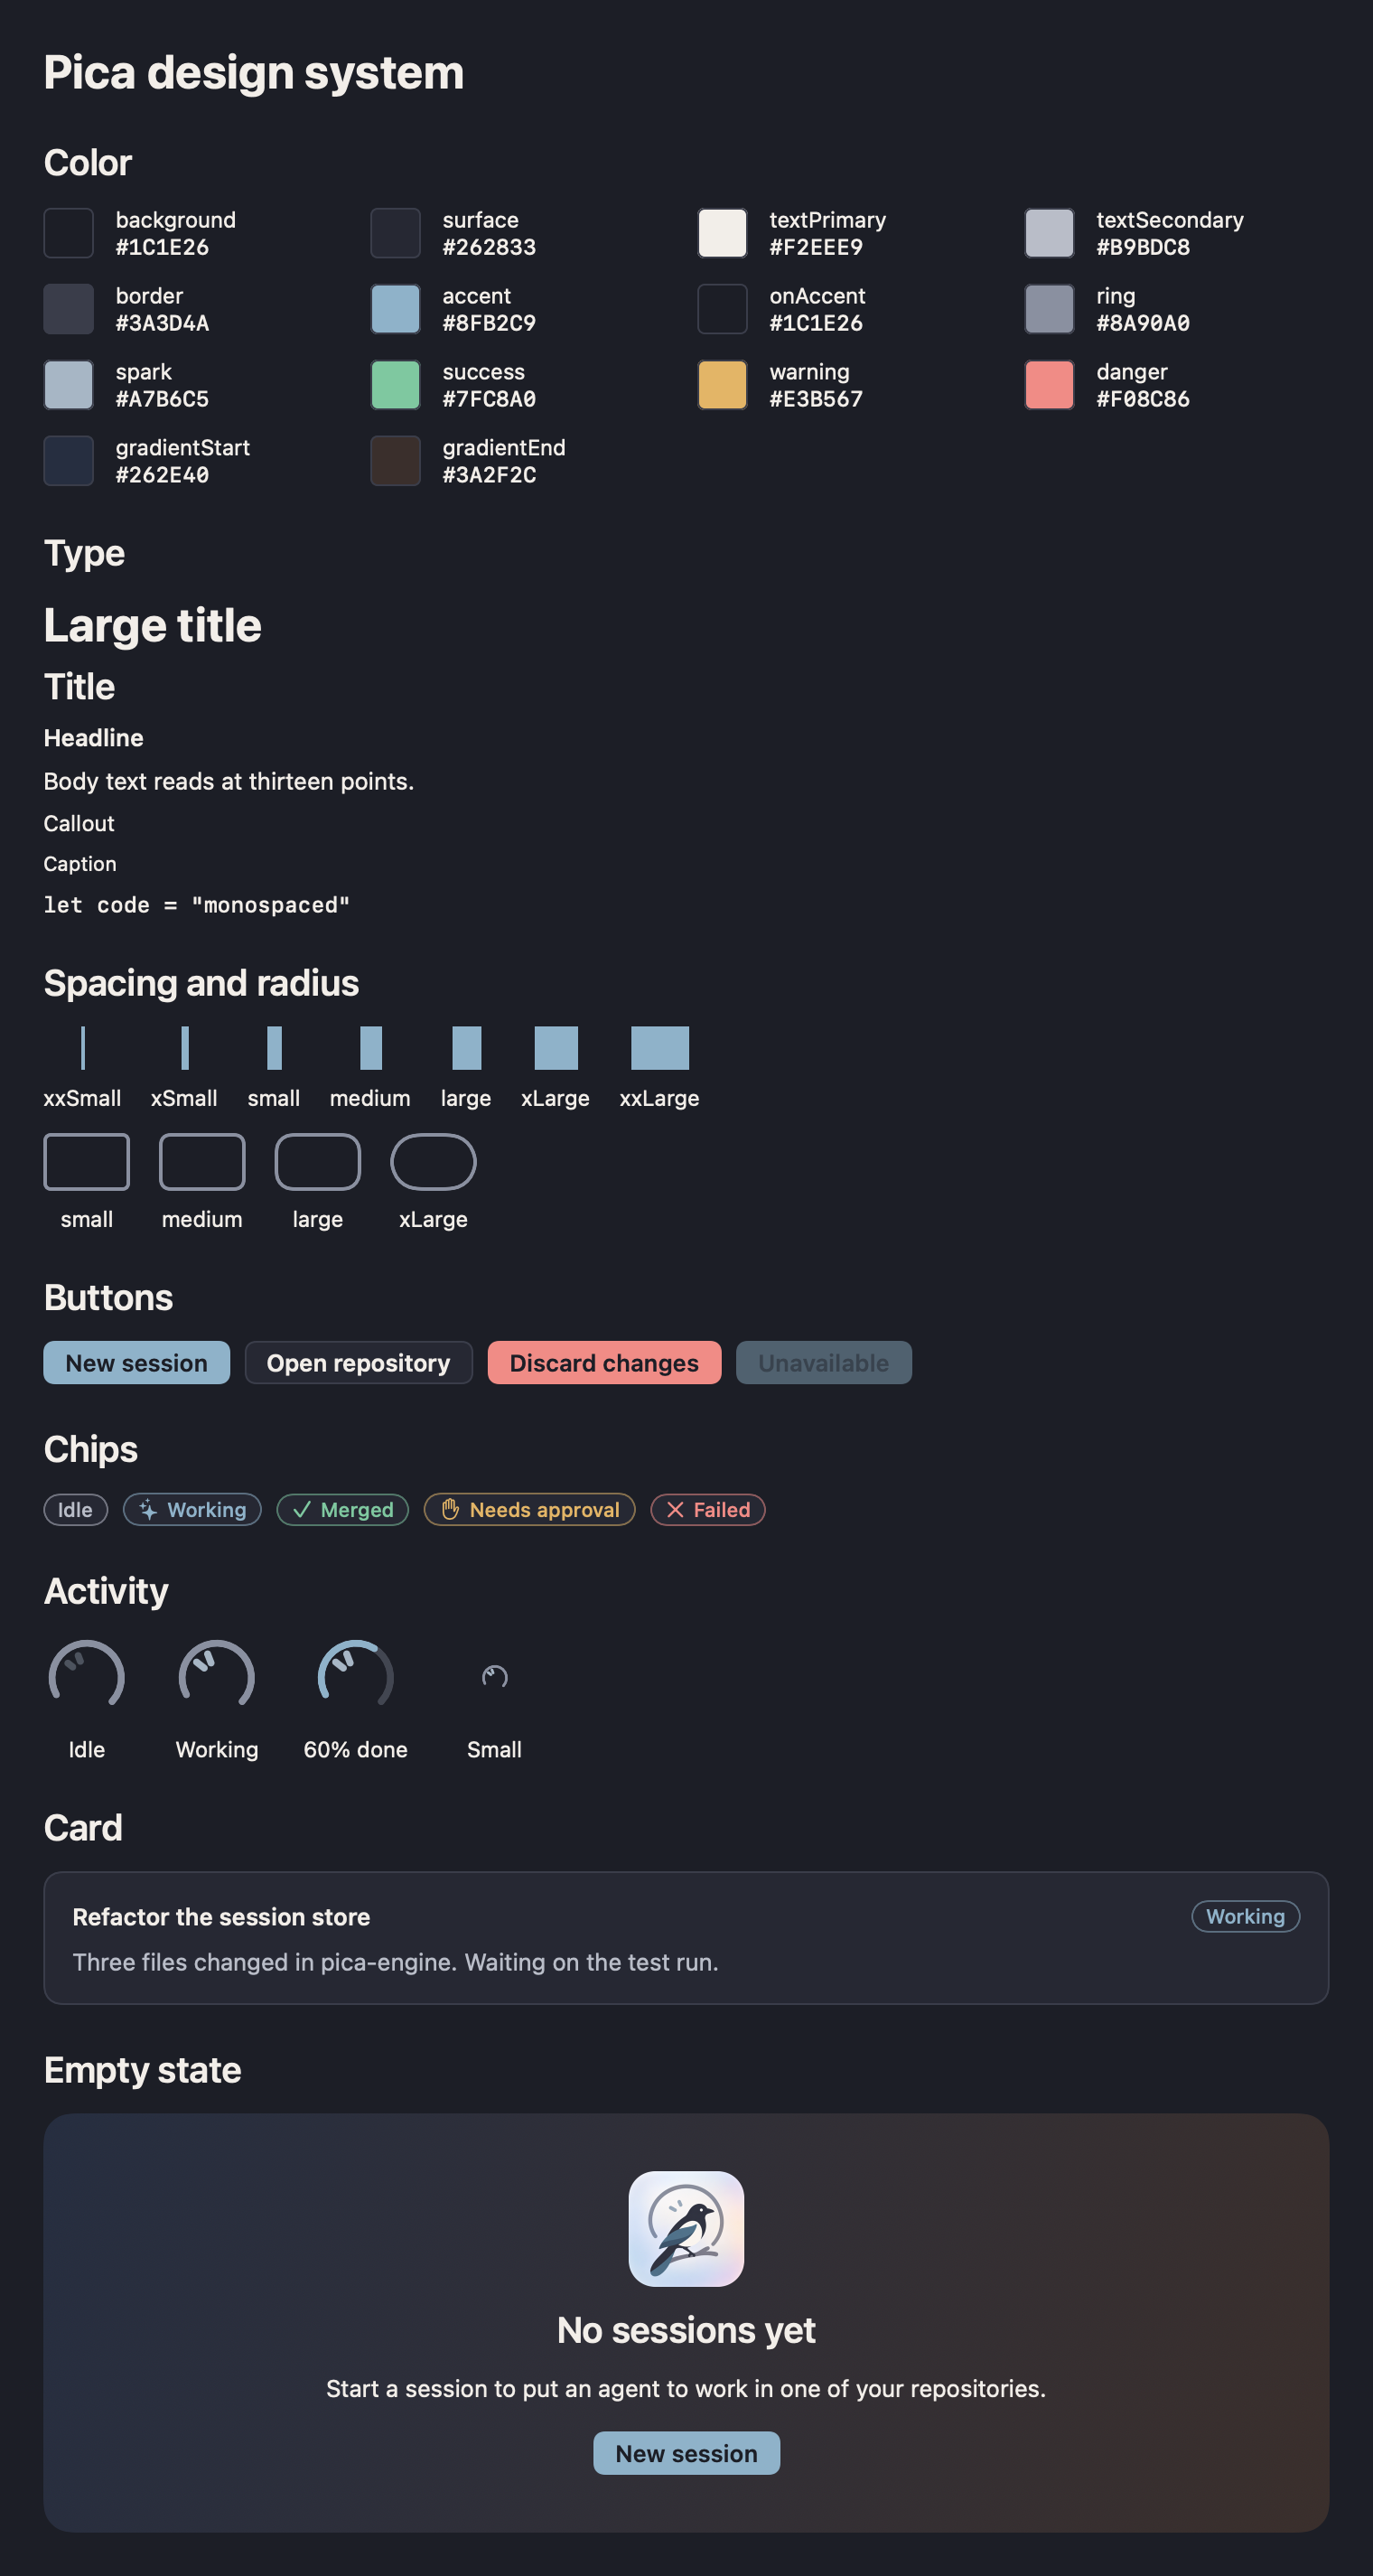 Pica design system
Color
background
#1C1E26
surface
#262833
textPrimary
#F2EEE9
textSecondary
#B9BDC8
border
#3A3D4A
accent
#8FB2C9
onAccent
#1C1E26
ring
#8A90A0
spark
#A7B6C5
success
#7FC8A0
warning
#E3B567
danger
#F08C86
gradientStart
#262E40
gradientEnd
#3A2F2C
Type
Large title
Title
Headline
Body text reads at thirteen points.
Callout
Caption
let code = "monospaced"
Spacing and radius
xxSmall xSmall small medium large xLarge xxLarge
small medium large xLarge
Buttons
New session Open repository Discard changes Unavailable
Chips
Idle Working Merged Needs approval Failed
Activity
Idle Working 60% done Small
Card
Refactor the session store Working
Three files changed in pica-engine. Waiting on the test run.
Empty state
No sessions yet
Start a session to put an agent to work in one of your repositories.
New session